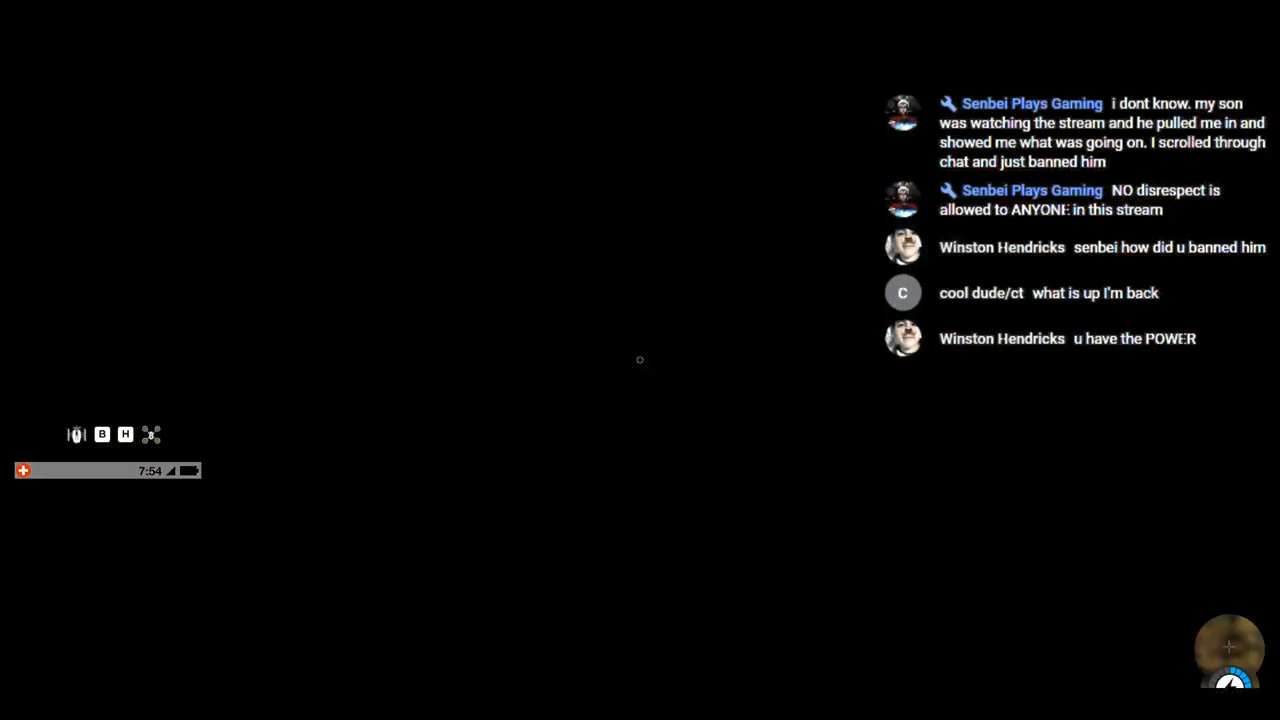 Senbei Plays Gaming i dont know. my son
was watching the stream and he pulled me in and
showed me what was going on. I scrolled through
chat and just banned him
Senbei Plays Gaming NO disrespect is
allowed to ANYONE in this stream
Winston Hendricks senbei how did u banned him
C
cool dude/ct what is up I'm back
Winston Hendricks u have the POWER
B H 8
7:54